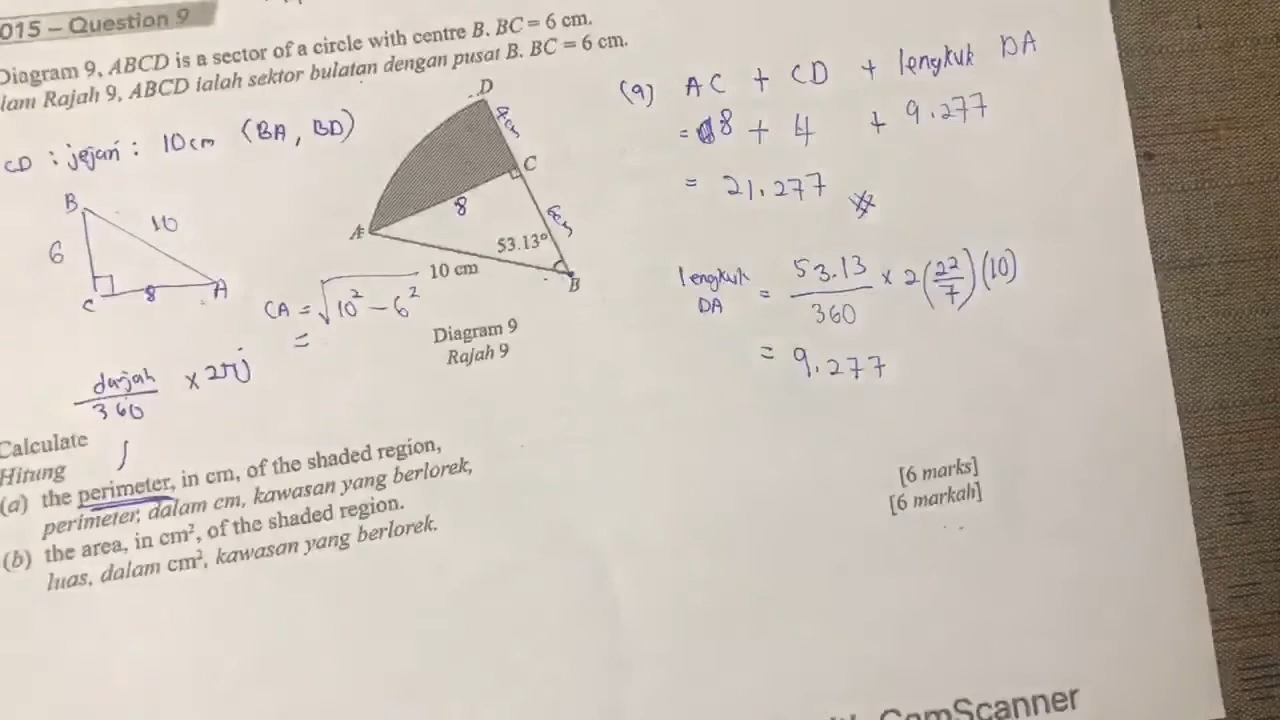 015 – Question 9
Diagram 9, ABCD is a sector of a circle with centre B. BC = 6 cm.
lam Rajah 9, ABCD ialah sektor bulatan dengan pusat B. BC = 6 cm.
CD : jejari : 10cm (BA, BD)
B
10
6
C
8
A
D
4cm
C
8
A
53.13°
10 cm
B
CA = √10² − 6²
=
Diagram 9
Rajah 9
darjah
360
× 2πj
(a) AC + CD + lengkuk DA
= 8 + 4 + 9.277
= 21.277
lengkuk DA = 53.13/360 × 2(22/7)(10)
= 9.277
Calculate
Hitung
(a) the perimeter, in cm, of the shaded region,
perimeter, dalam cm, kawasan yang berlorek,
(b) the area, in cm², of the shaded region.
luas, dalam cm², kawasan yang berlorek.
[6 marks]
[6 markah]
CamScanner